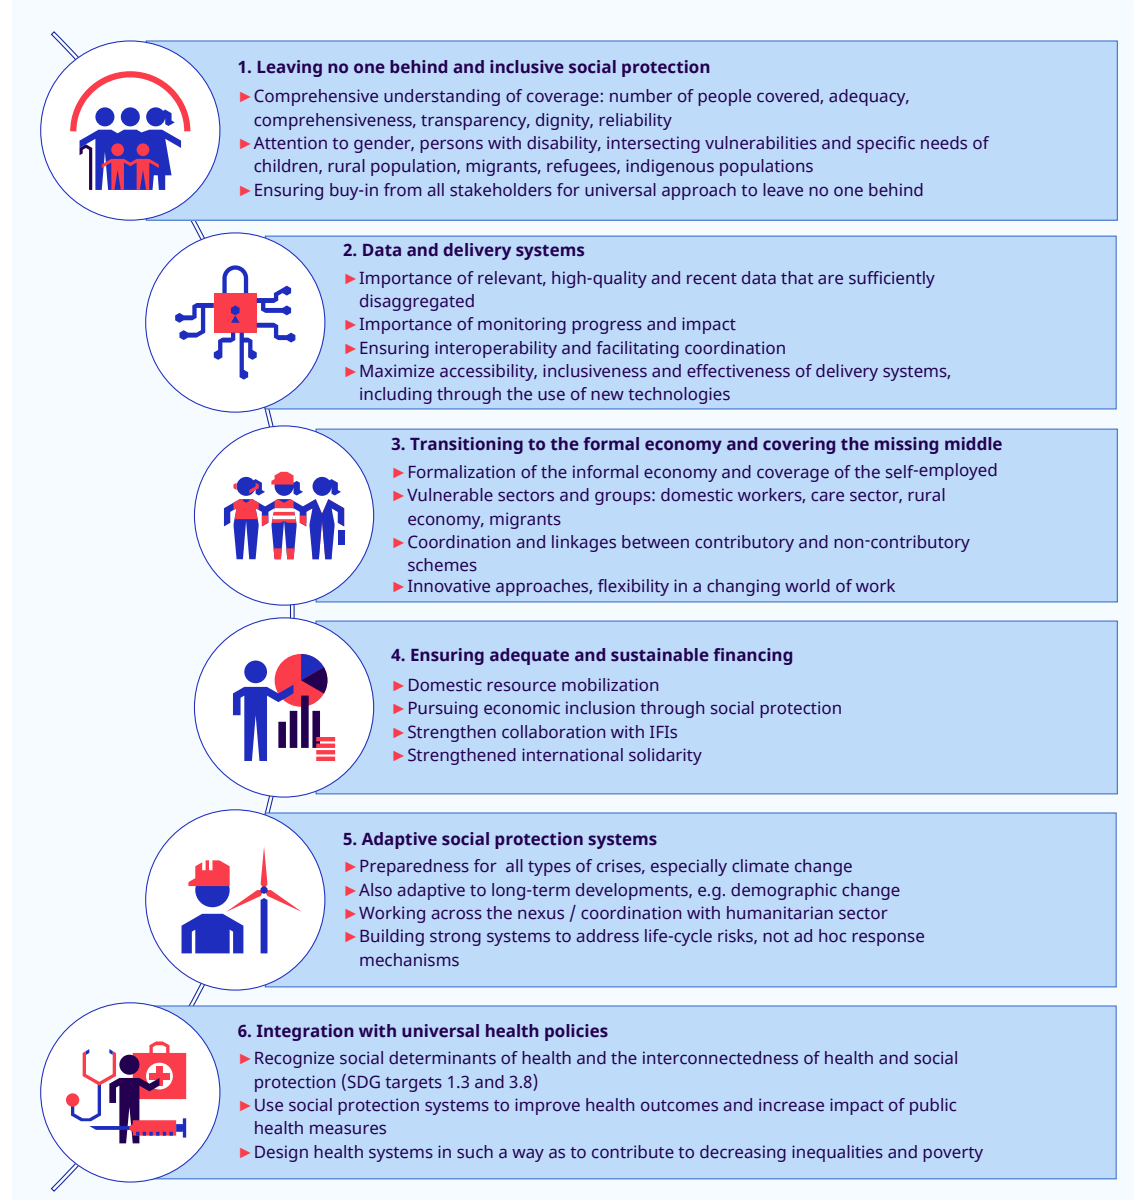 1. Leaving no one behind and inclusive social protection
►Comprehensive understanding of coverage: number of people covered, adequacy,
comprehensiveness, transparency, dignity, reliability
►Attention to gender, persons with disability, intersecting vulnerabilities and specific needs of
children, rural population, migrants, refugees, indigenous populations
►Ensuring buy-in from all stakeholders for universal approach to leave no one behind
2. Data and delivery systems
►Importance of relevant, high-quality and recent data that are sufficiently
disaggregated
►Importance of monitoring progress and impact
►Ensuring interoperability and facilitating coordination
►Maximize accessibility, inclusiveness and effectiveness of delivery systems,
including through the use of new technologies
3. Transitioning to the formal economy and covering the missing middle
►Formalization of the informal economy and coverage of the self-employed
►Vulnerable sectors and groups: domestic workers, care sector, rural
economy, migrants
►Coordination and linkages between contributory and non-contributory
schemes
►Innovative approaches, flexibility in a changing world of work
4. Ensuring adequate and sustainable financing
►Domestic resource mobilization
►Pursuing economic inclusion through social protection
►Strengthen collaboration with IFIs
►Strengthened international solidarity
5. Adaptive social protection systems
►Preparedness for  all types of crises, especially climate change
►Also adaptive to long-term developments, e.g. demographic change
►Working across the nexus / coordination with humanitarian sector
►Building strong systems to address life-cycle risks, not ad hoc response
mechanisms
6. Integration with universal health policies
►Recognize social determinants of health and the interconnectedness of health and social
protection (SDG targets 1.3 and 3.8)
►Use social protection systems to improve health outcomes and increase impact of public
health measures
►Design health systems in such a way as to contribute to decreasing inequalities and poverty